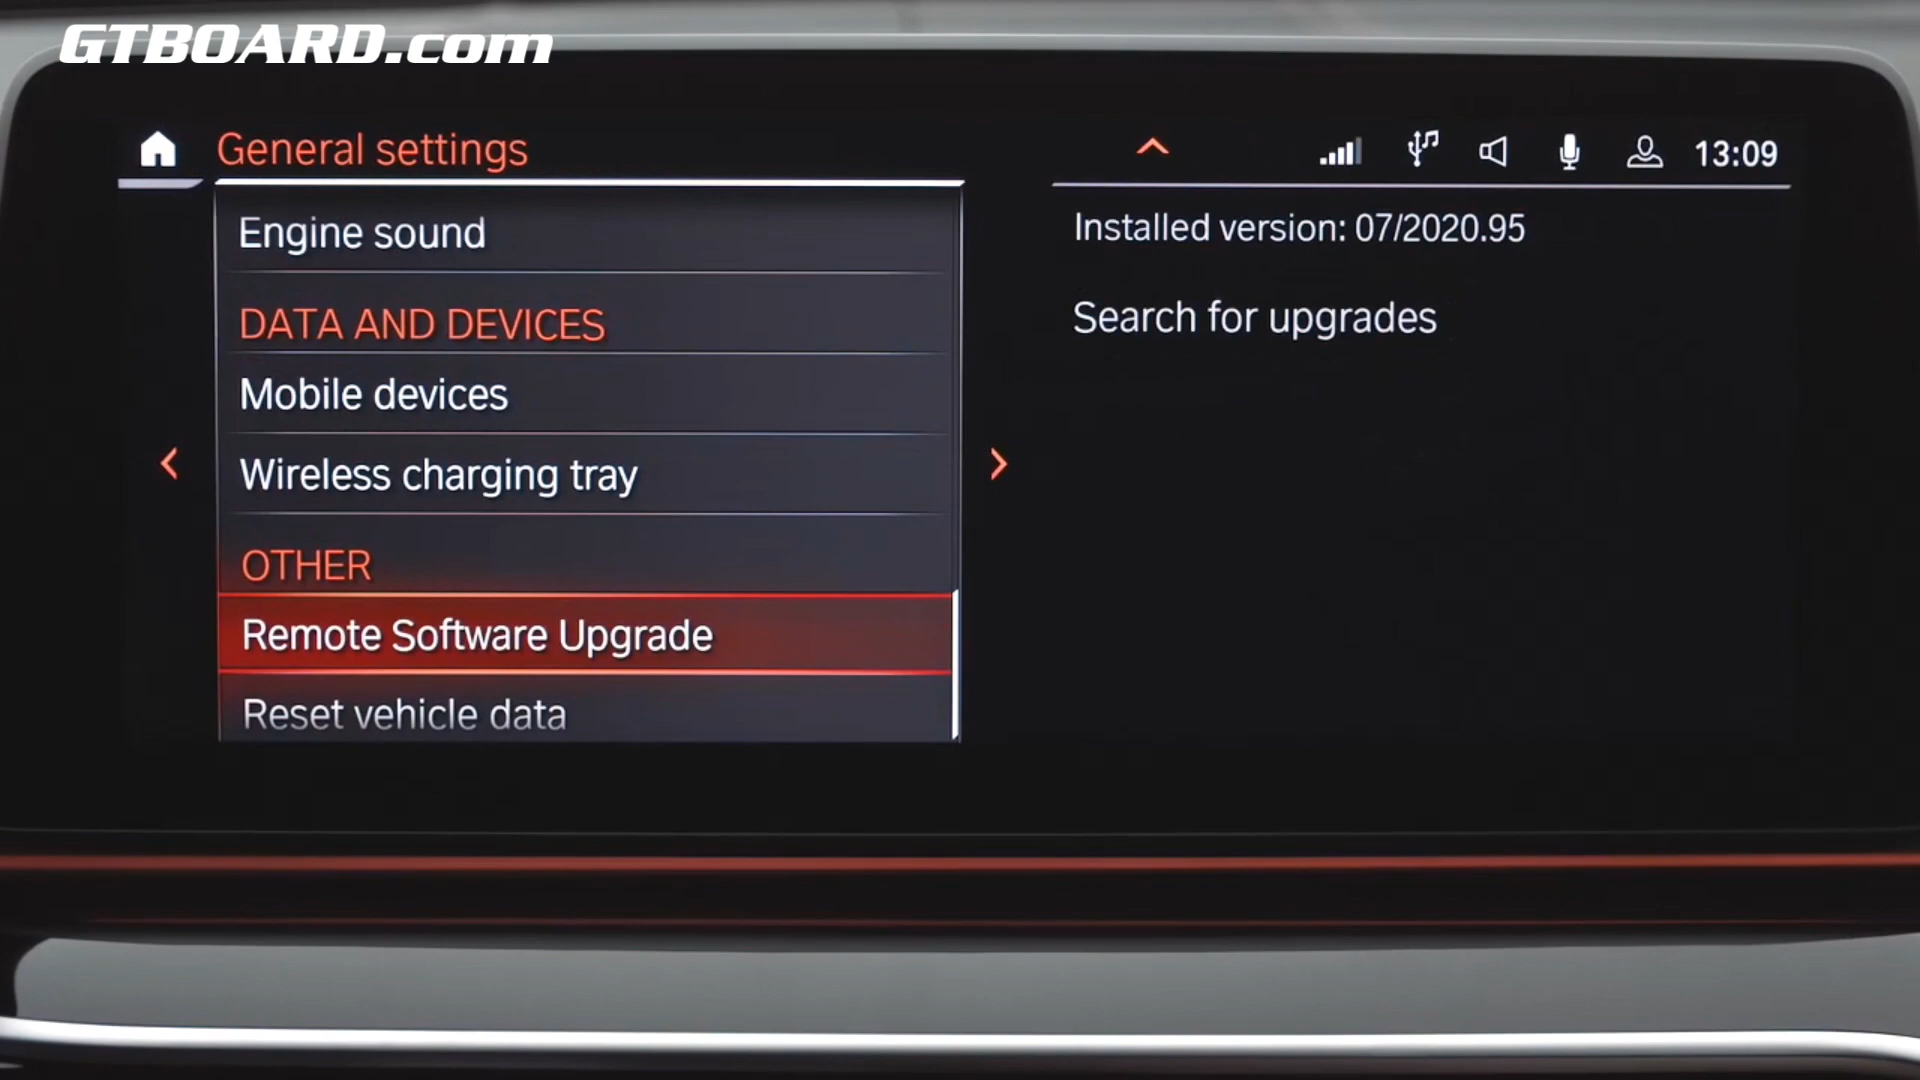 GTBOARD.com
General settings
13:09
Engine sound
DATA AND DEVICES
Mobile devices
Wireless charging tray
OTHER
Remote Software Upgrade
Reset vehicle data
Installed version: 07/2020.95
Search for upgrades